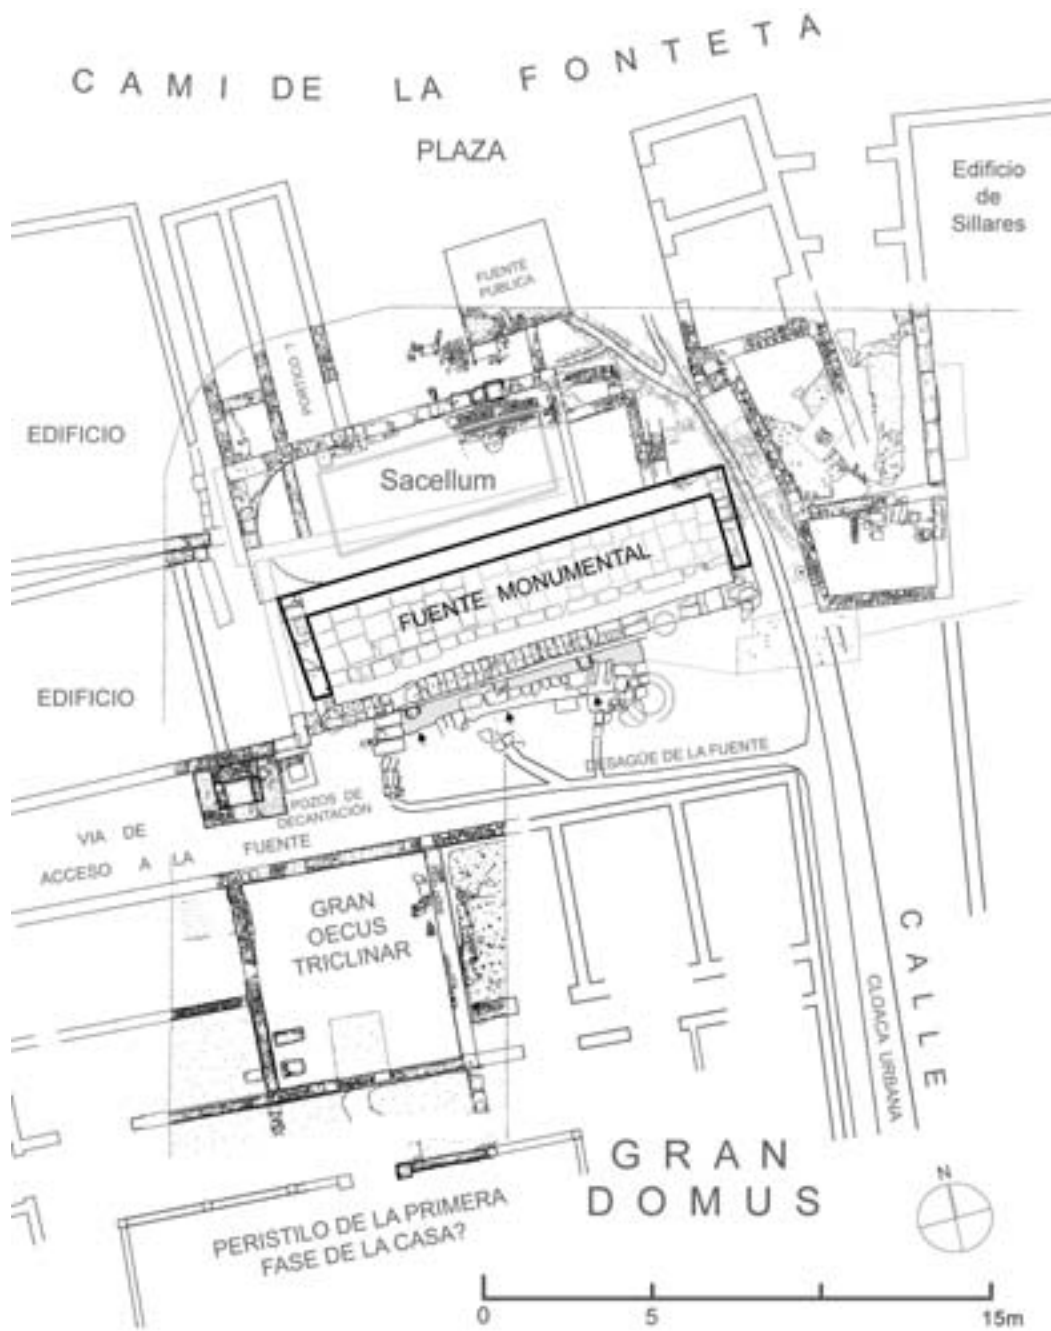 CAMI DE LA FONTETA
PLAZA
Edificio
de
Sillares
FUENTE
PUBLICA
PORTICO ?
EDIFICIO
Sacellum
FUENTE MONUMENTAL
EDIFICIO
DESAGÜE DE LA FUENTE
POZOS DE
DECANTACIÓN
VIA DE
ACCESO A LA FUENTE
GRAN
OECUS
TRICLINAR
CALLE
CLOACA URBANA
GRAN
DOMUS
N
PERISTILO DE LA PRIMERA
FASE DE LA CASA?
0 5 15m